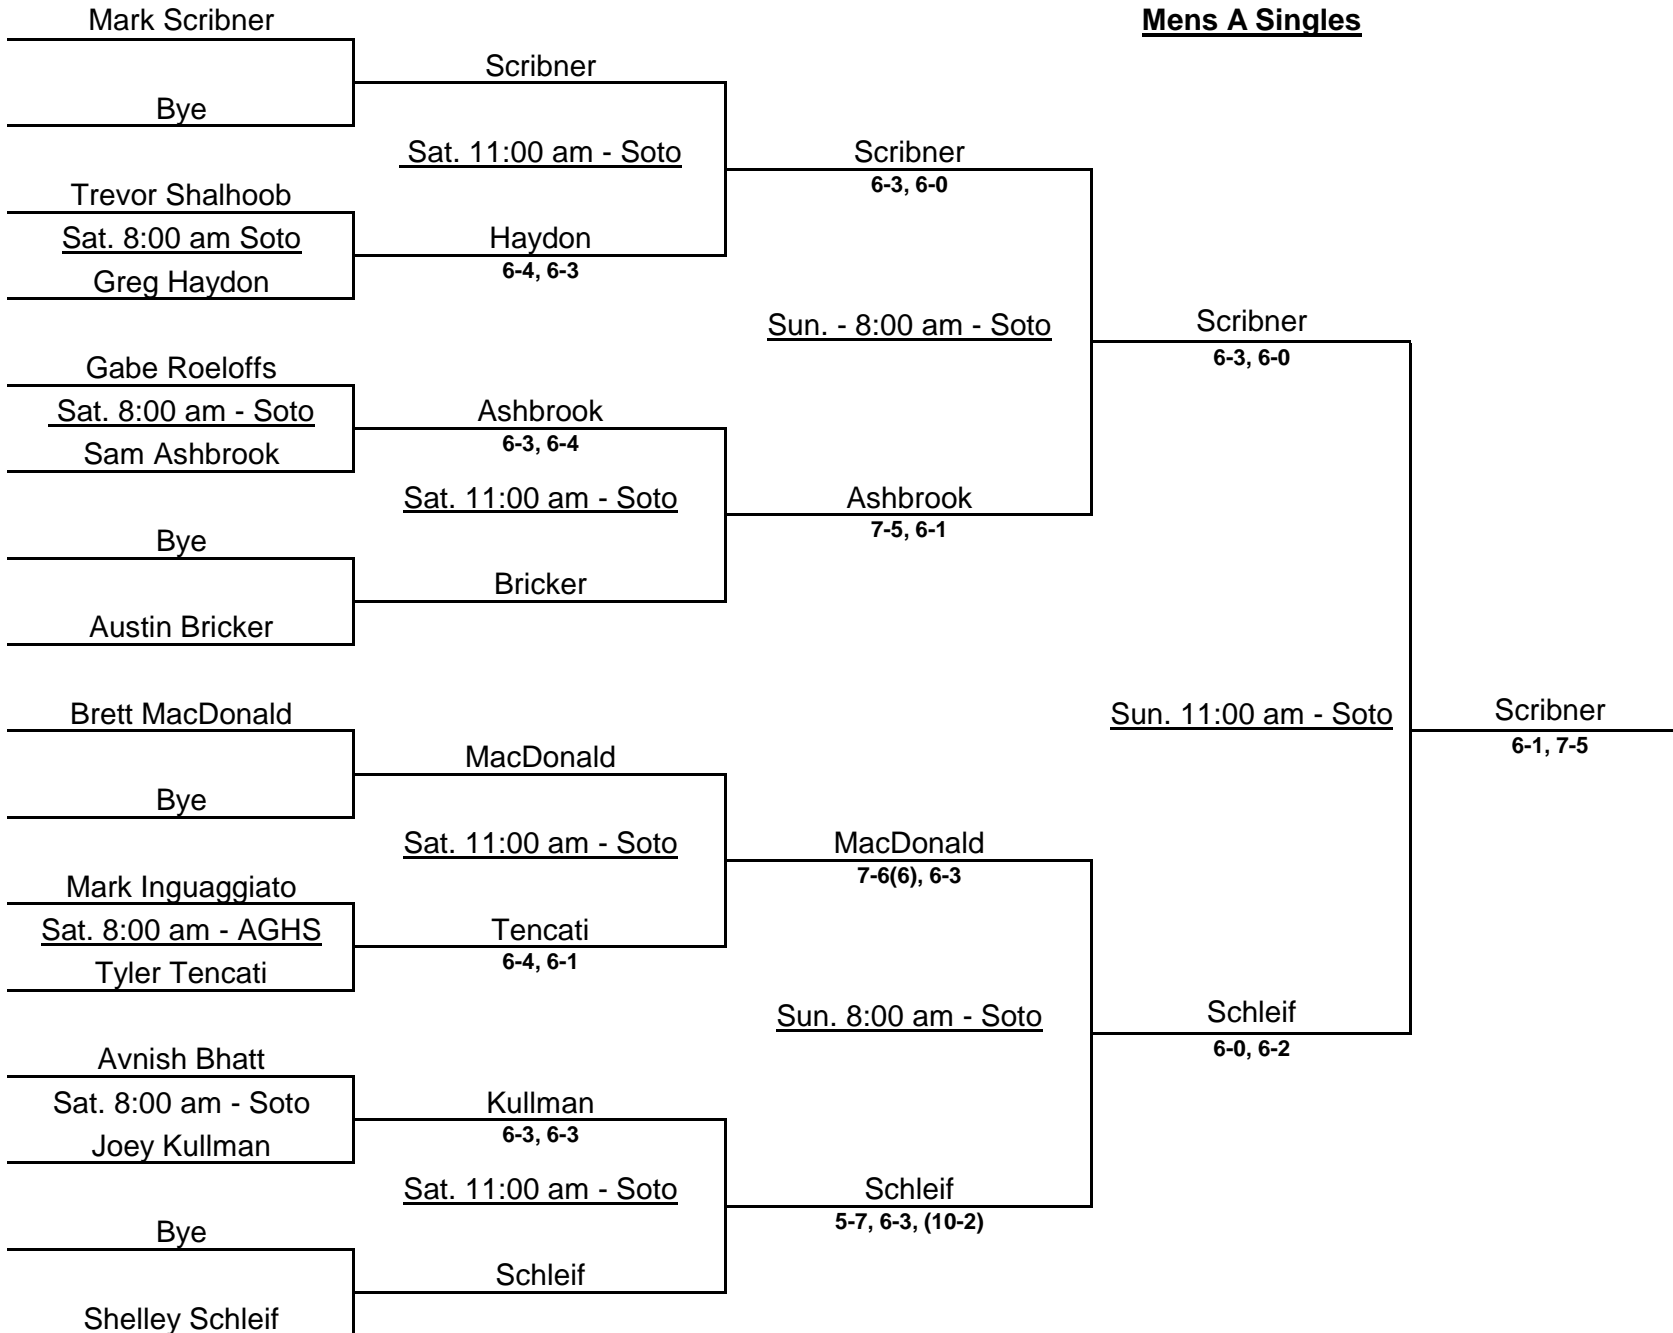 Mens A Singles
Mark Scribner
Bye
Trevor Shalhoob
Sat. 8:00 am Soto
Greg Haydon
Gabe Roeloffs
Sat. 8:00 am - Soto
Sam Ashbrook
Bye
Austin Bricker
Brett MacDonald
Bye
Mark Inguaggiato
Sat. 8:00 am - AGHS
Tyler Tencati
Avnish Bhatt
Sat. 8:00 am - Soto
Joey Kullman
Bye
Shelley Schleif
Scribner
Sat. 11:00 am - Soto
Haydon
6-4, 6-3
Ashbrook
6-3, 6-4
Sat. 11:00 am - Soto
Bricker
MacDonald
Sat. 11:00 am - Soto
Tencati
6-4, 6-1
Kullman
6-3, 6-3
Sat. 11:00 am - Soto
Schleif
Scribner
6-3, 6-0
Sun. - 8:00 am - Soto
Ashbrook
7-5, 6-1
MacDonald
7-6(6), 6-3
Sun. 8:00 am - Soto
Schleif
5-7, 6-3, (10-2)
Scribner
6-3, 6-0
Sun. 11:00 am - Soto
Schleif
6-0, 6-2
Scribner
6-1, 7-5